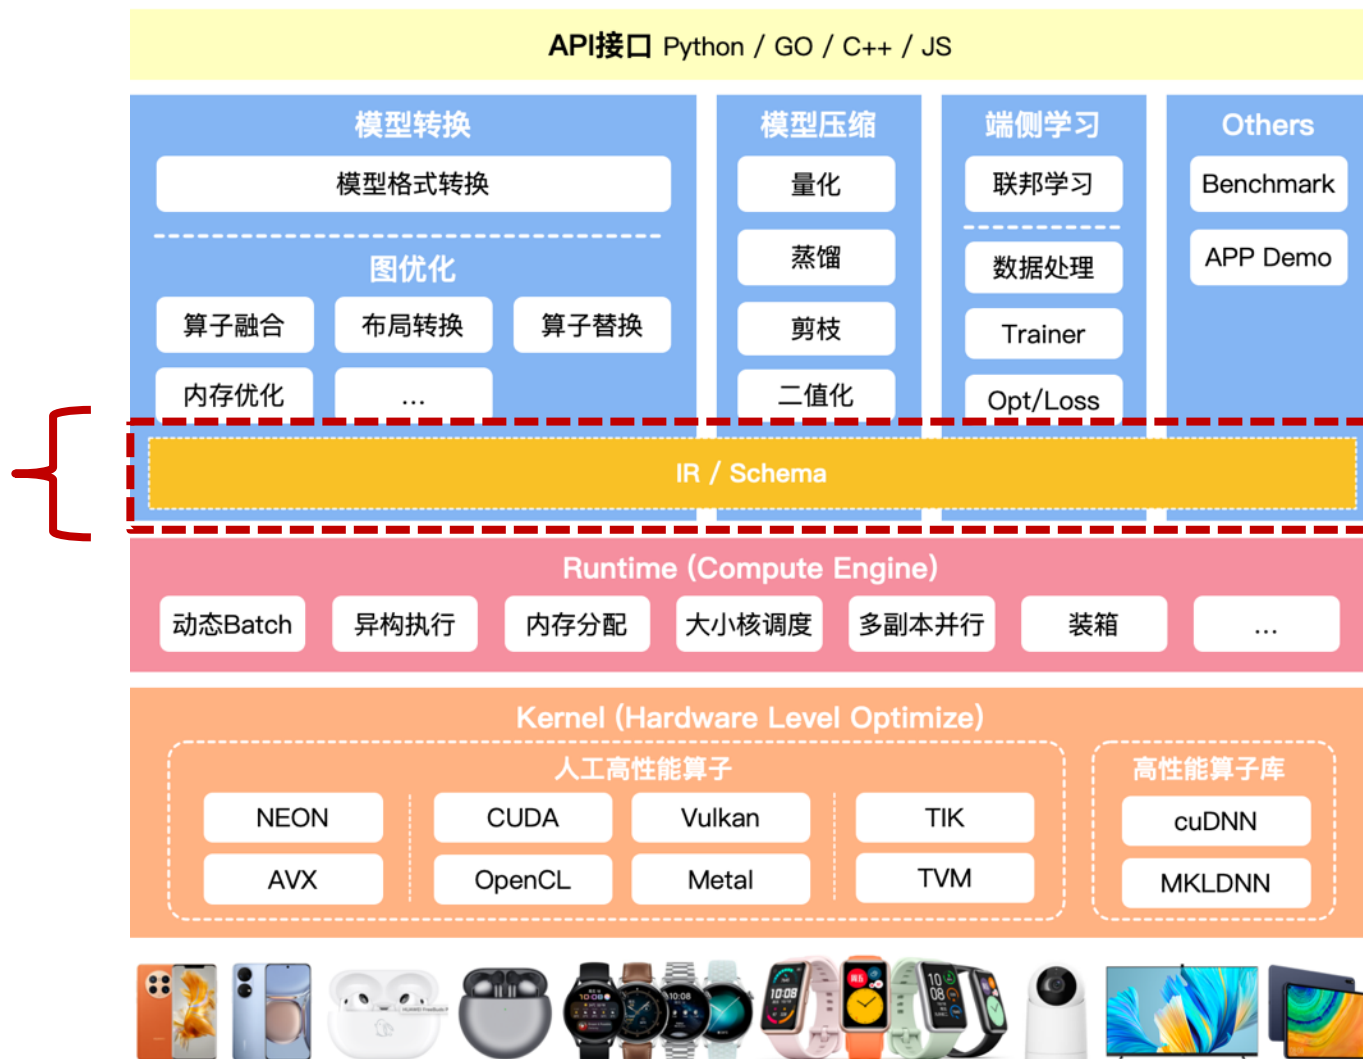 API接口 Python / GO / C++ / JS
模型转换
模型格式转换
图优化
算子融合 布局转换 算子替换
内存优化 ...
模型压缩
量化
蒸馏
剪枝
二值化
端侧学习
联邦学习
数据处理
Trainer
Opt/Loss
Others
Benchmark
APP Demo
IR / Schema
Runtime (Compute Engine)
动态Batch 异构执行 内存分配 大小核调度 多副本并行 装箱 ...
Kernel (Hardware Level Optimize)
人工高性能算子
NEON CUDA Vulkan TIK
AVX OpenCL Metal TVM
高性能算子库
cuDNN
MKLDNN
10:08
10:08
10:08